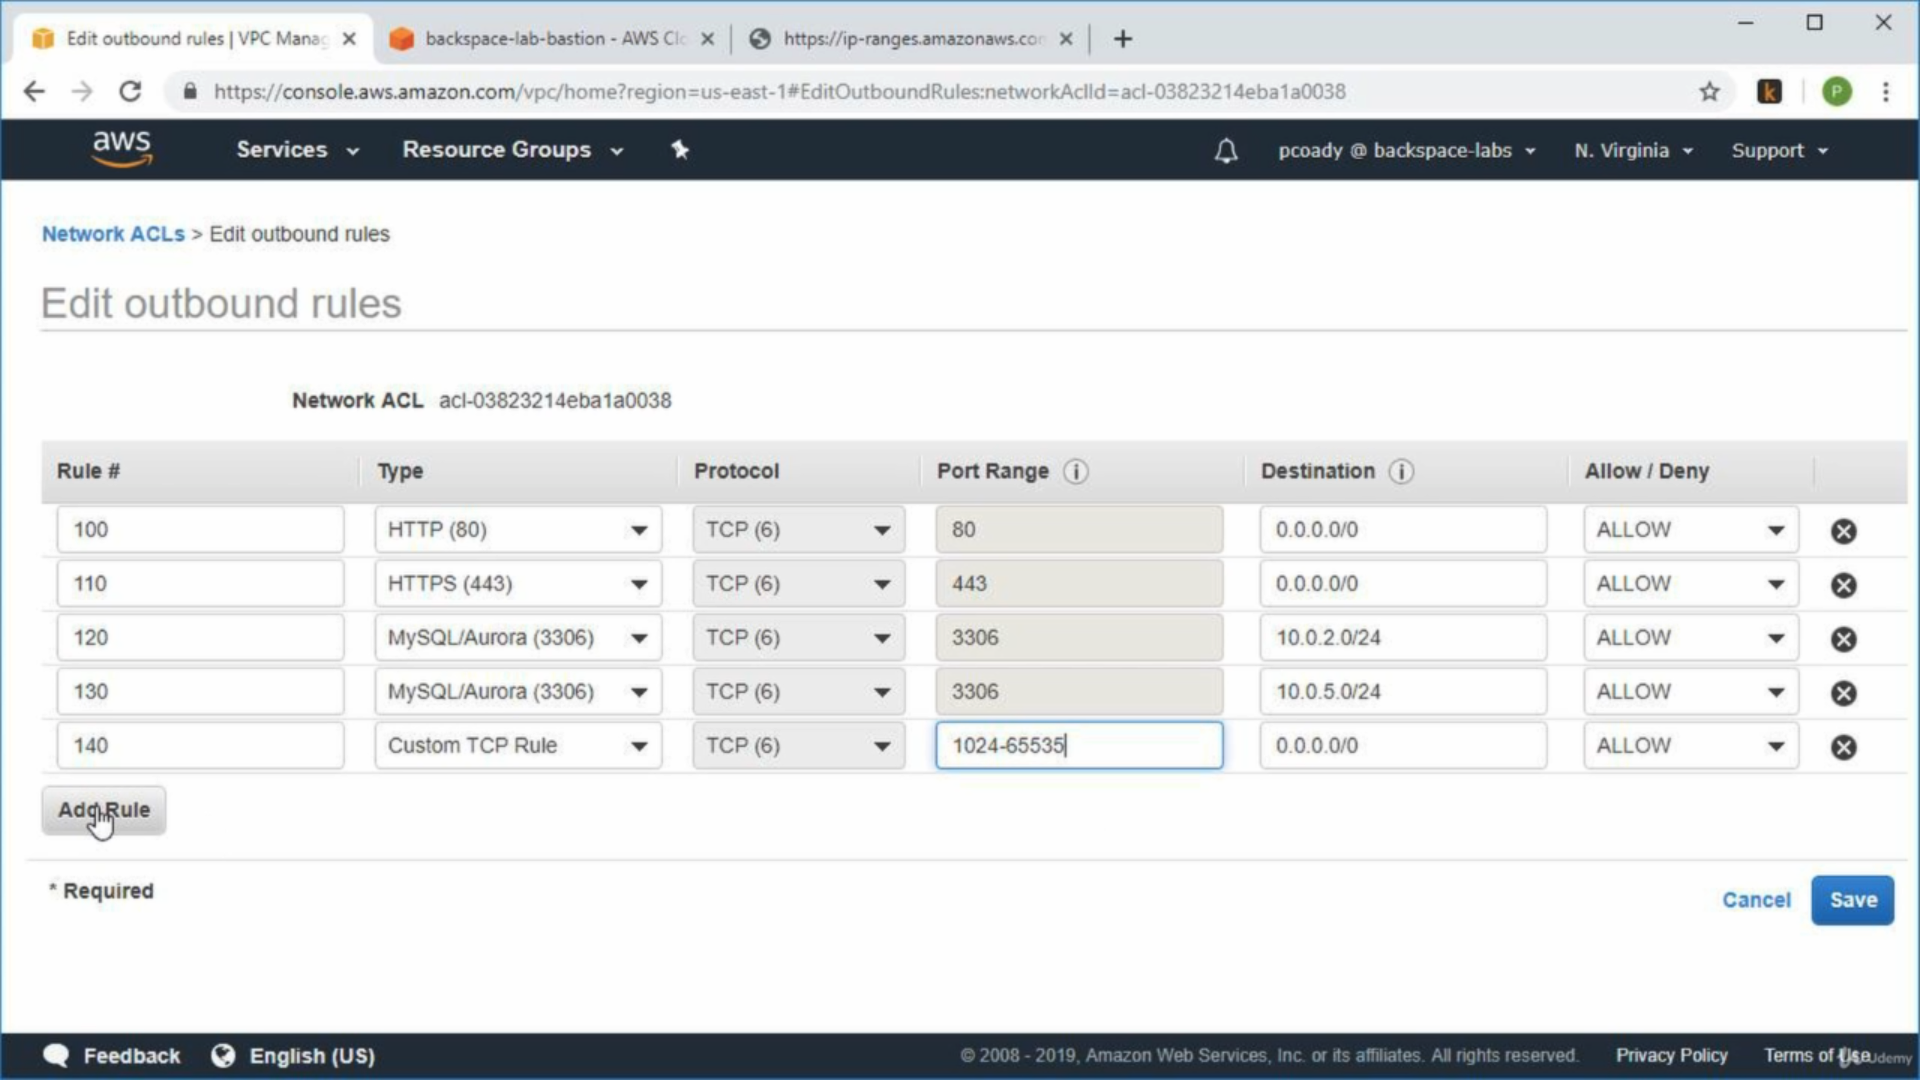 Edit outbound rules | VPC Manag
backspace-lab-bastion - AWS Clo
https://ip-ranges.amazonaws.con
https://console.aws.amazon.com/vpc/home?region=us-east-1#EditOutboundRules:networkAclId=acl-03823214eba1a0038
k
P
aws Services Resource Groups pcoady @ backspace-labs N. Virginia Support
Network ACLs > Edit outbound rules
Edit outbound rules
Network ACL acl-03823214eba1a0038
Rule # Type Protocol Port Range i Destination i Allow / Deny
100 HTTP (80) TCP (6) 80 0.0.0.0/0 ALLOW
110 HTTPS (443) TCP (6) 443 0.0.0.0/0 ALLOW
120 MySQL/Aurora (3306) TCP (6) 3306 10.0.2.0/24 ALLOW
130 MySQL/Aurora (3306) TCP (6) 3306 10.0.5.0/24 ALLOW
140 Custom TCP Rule TCP (6) 1024-65535 0.0.0.0/0 ALLOW
Add Rule
* Required
Cancel Save
Feedback English (US) © 2008 - 2019, Amazon Web Services, Inc. or its affiliates. All rights reserved. Privacy Policy Terms of Use
Udemy